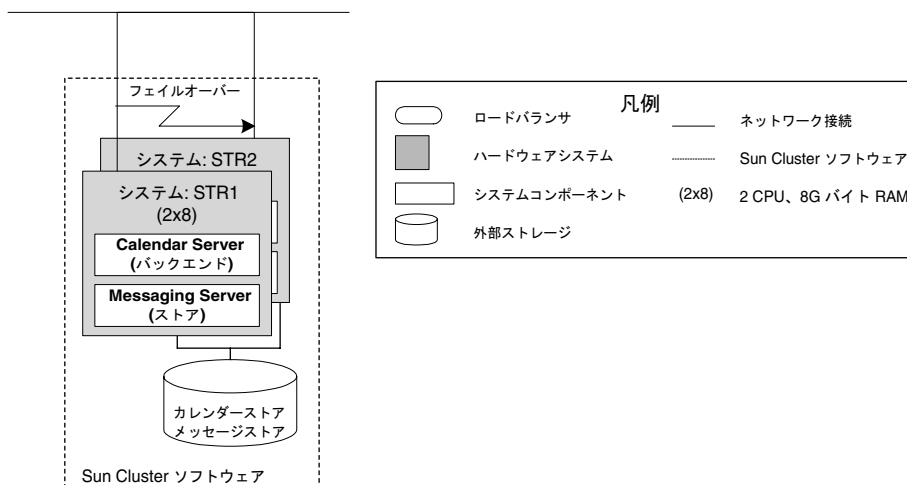 フェイルオーバー
システム: STR2
システム: STR1
(2x8)
Calendar Server
(バックエンド)
Messaging Server
(ストア)
カレンダーストア
メッセージストア
Sun Cluster ソフトウェア
凡例
ロードバランサ
ハードウェアシステム
システムコンポーネント
外部ストレージ
ネットワーク接続
Sun Cluster ソフトウェア
(2x8) 2 CPU、8G バイト RAM